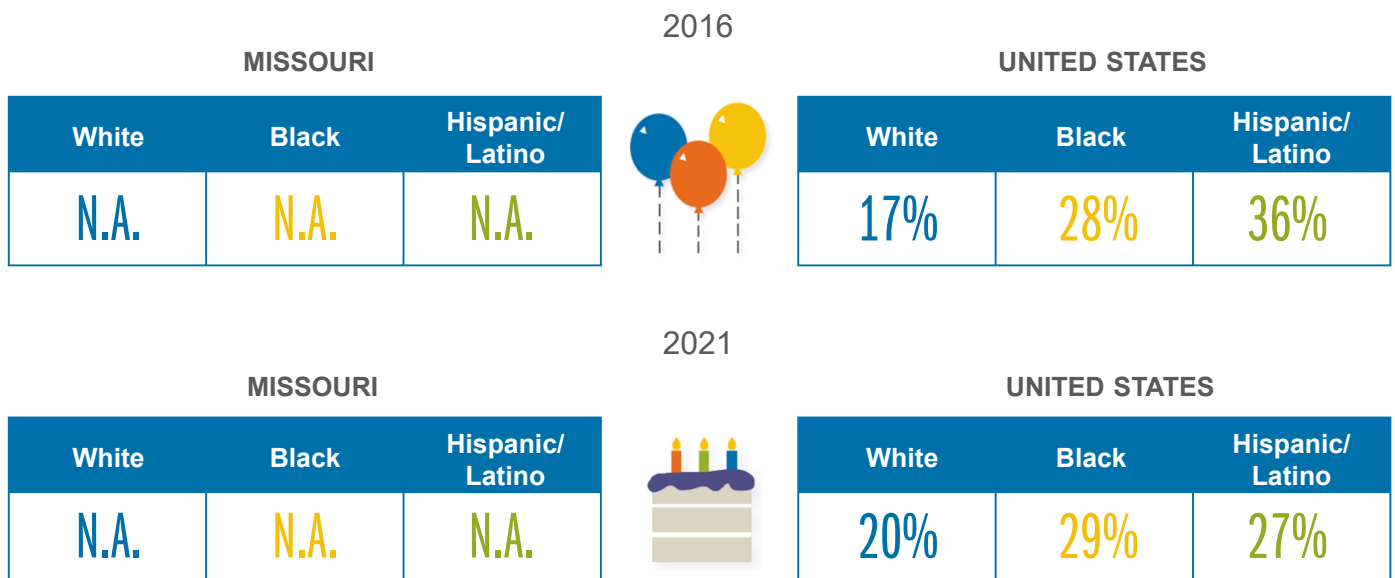 2016
MISSOURI
UNITED STATES
White Black Hispanic/
Latino
White Black Hispanic/
Latino
N.A. N.A. N.A.
17% 28% 36%
2021
MISSOURI
UNITED STATES
White Black Hispanic/
Latino
White Black Hispanic/
Latino
N.A. N.A. N.A.
20% 29% 27%